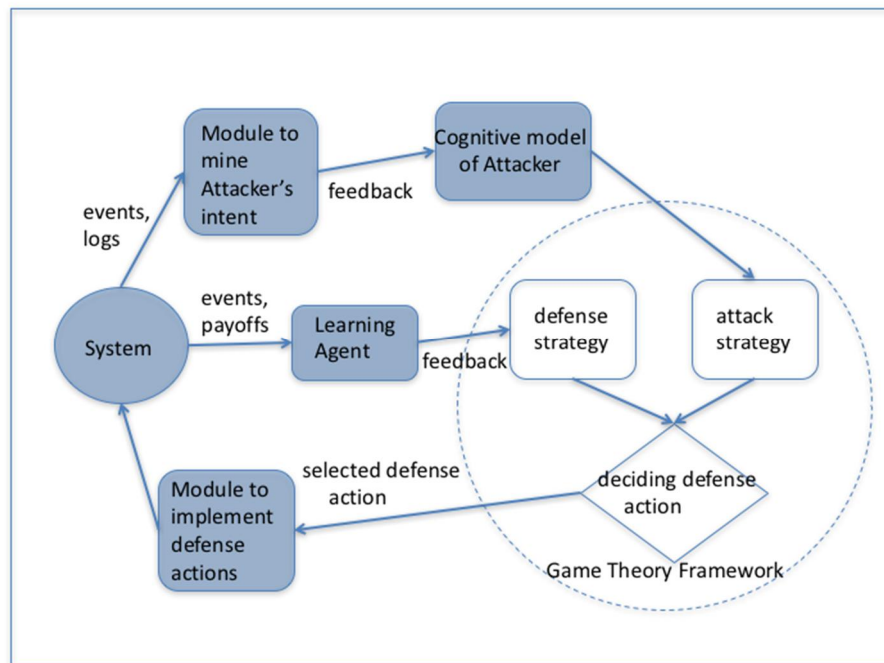 Module to
mine
Attacker's
intent
Cognitive model
of Attacker
feedback
events,
logs
events,
payoffs
System
Learning
Agent
feedback
defense
strategy
attack
strategy
selected defense
action
deciding defense
action
Module to
implement
defense
actions
Game Theory Framework